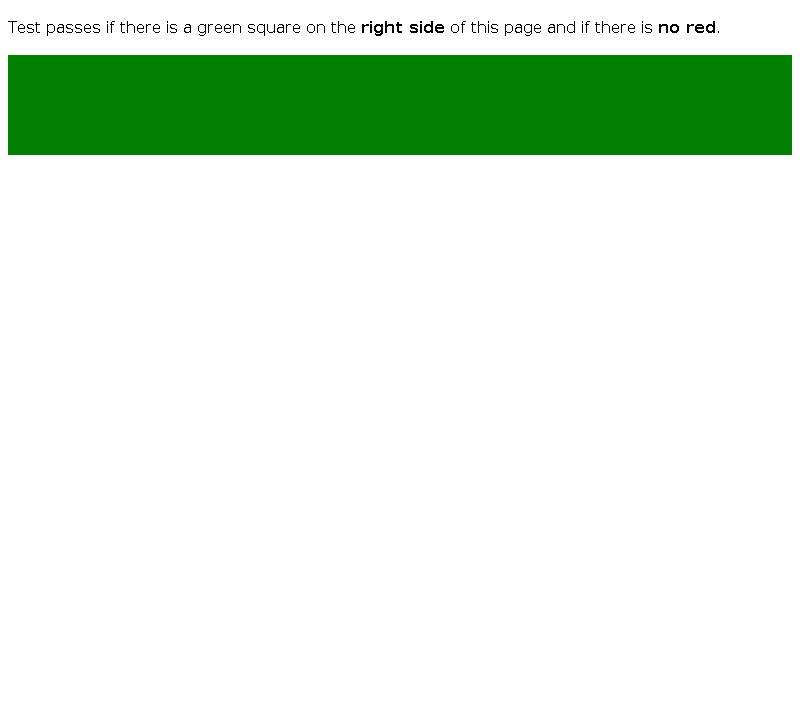 Test passes if there is a green square on the right side of this page and if there is no red.